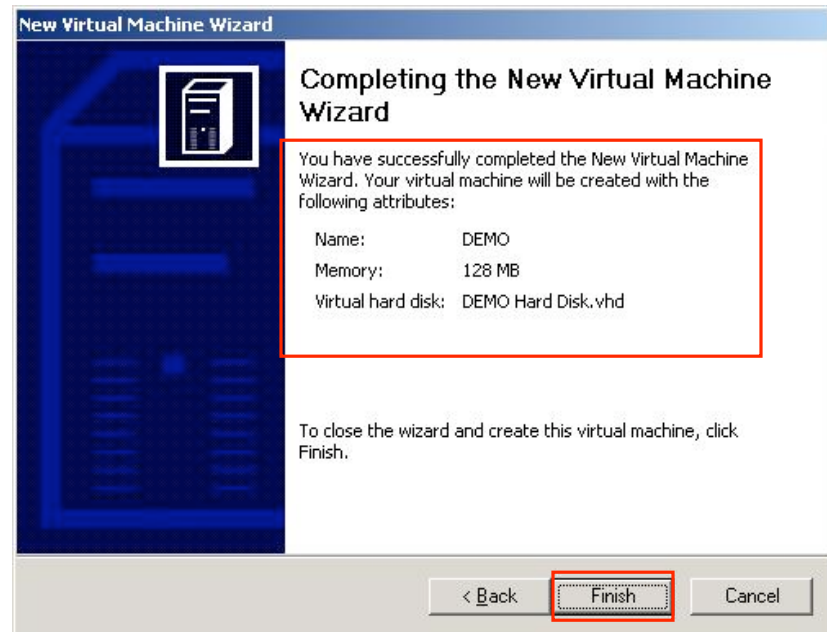 New Virtual Machine Wizard
Completing the New Virtual Machine
Wizard
You have successfully completed the New Virtual Machine
Wizard. Your virtual machine will be created with the
following attributes:
Name: DEMO
Memory: 128 MB
Virtual hard disk: DEMO Hard Disk.vhd
To close the wizard and create this virtual machine, click
Finish.
< Back Finish Cancel